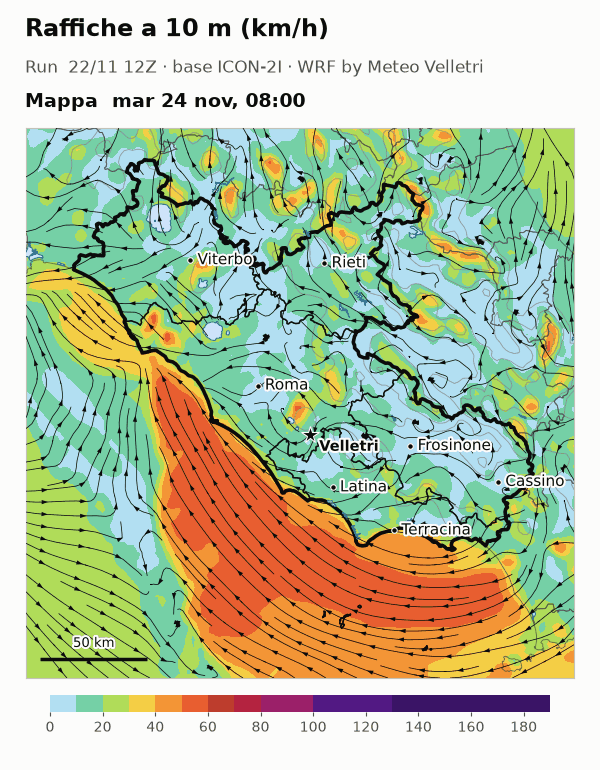 Raffiche a 10 m (km/h)
Run  22/11 12Z · base ICON-2I · WRF by Meteo Velletri
Mappa  mar 24 nov, 08:00
Viterbo
Rieti
Roma
Velletri
Frosinone
Cassino
Latina
Terracina
50 km
0 20 40 60 80 100 120 140 160 180